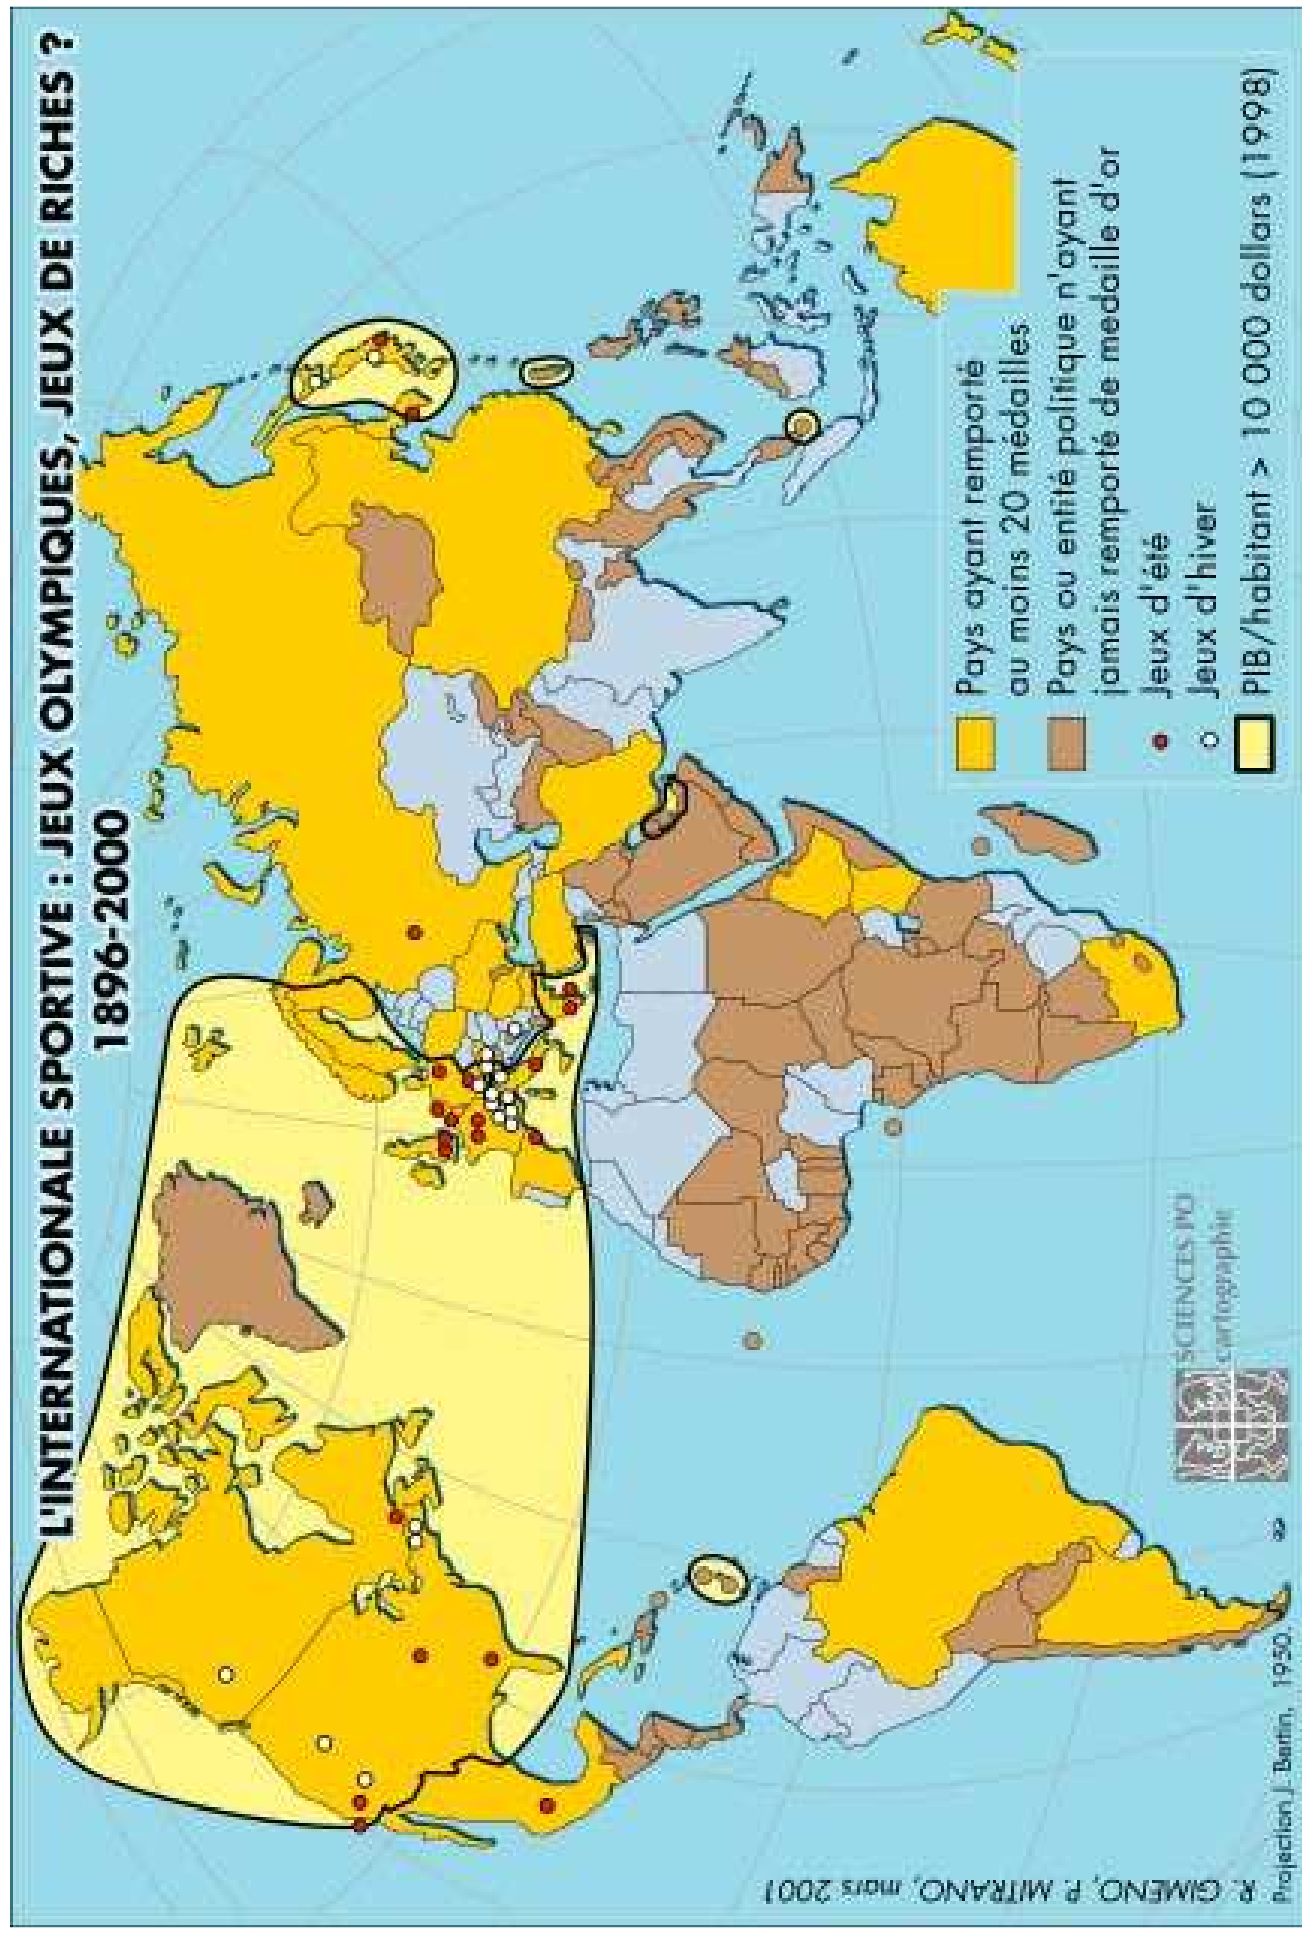 L'INTERNATIONALE SPORTIVE : JEUX OLYMPIQUES, JEUX DE RICHES ?
1896-2000
Pays ayant remporté
au moins 20 médailles
Pays ou entité politique n'ayant
jamais remporté de médaille d'or
Jeux d'été
Jeux d'hiver
PIB/habitant > 10 000 dollars (1998)
SCIENCES PO
cartographie
R. GIMENO, P. MITRANO, mars 2001
Projection J. Bertin, 1950.